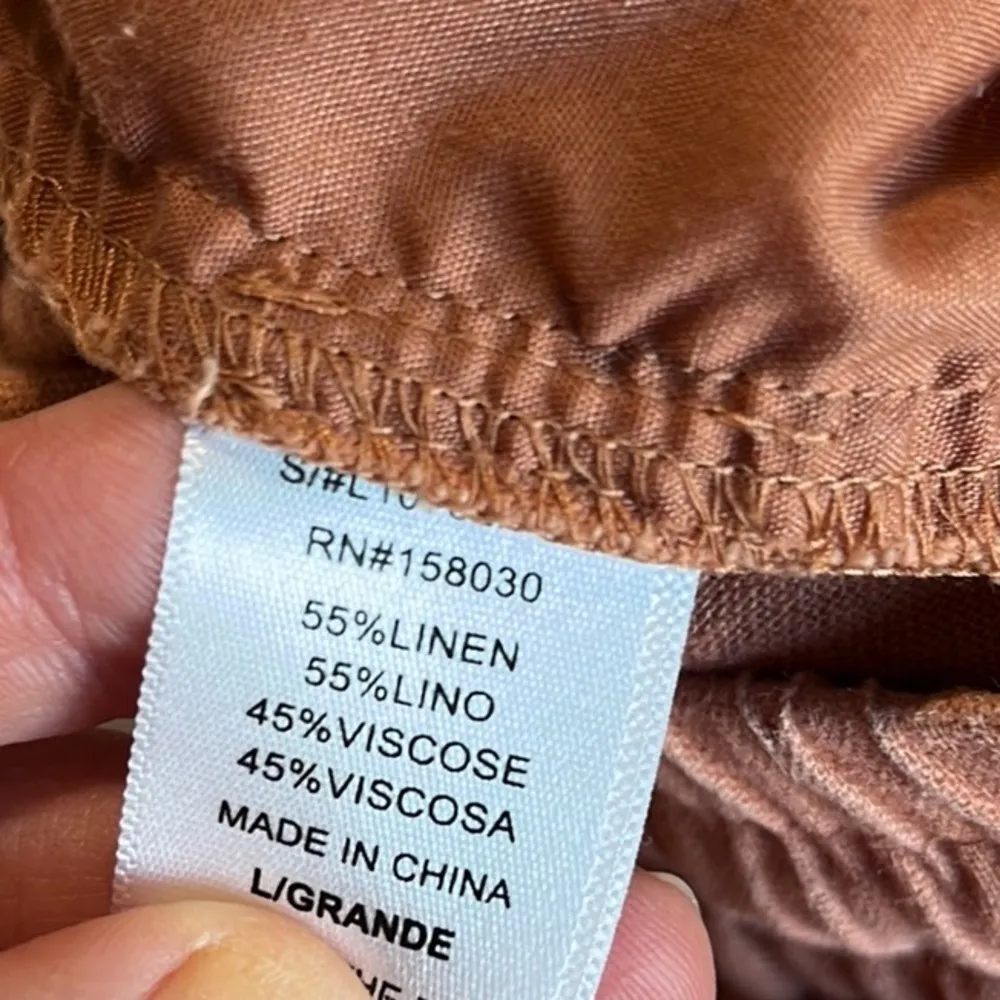 RN#158030
55%LINEN
55%LINO
45%VISCOSE
45%VISCOSA
MADE IN CHINA
L/GRANDE